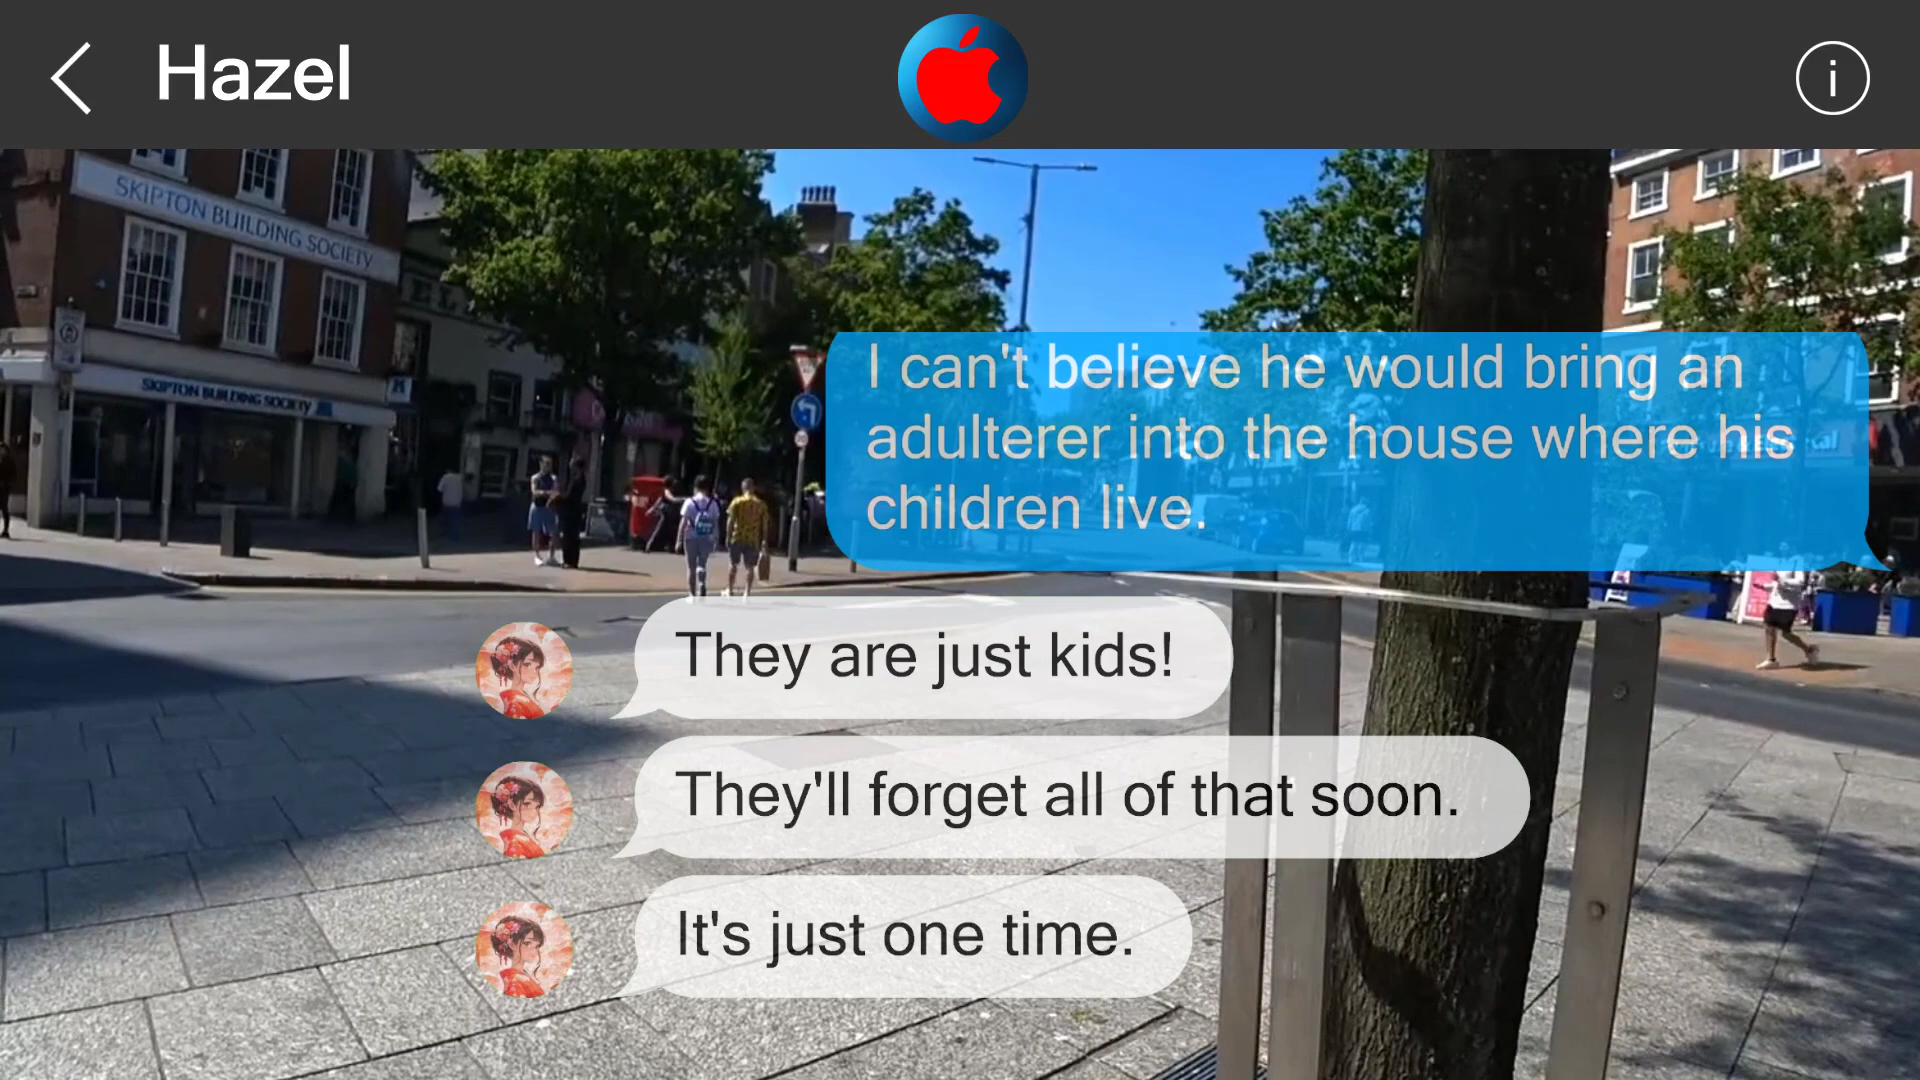 Hazel
i
SKIPTON BUILDING SOCIETY
SKIPTON BUILDING SOCIETY
I can't believe he would bring an
adulterer into the house where his
children live.
They are just kids!
They'll forget all of that soon.
It's just one time.